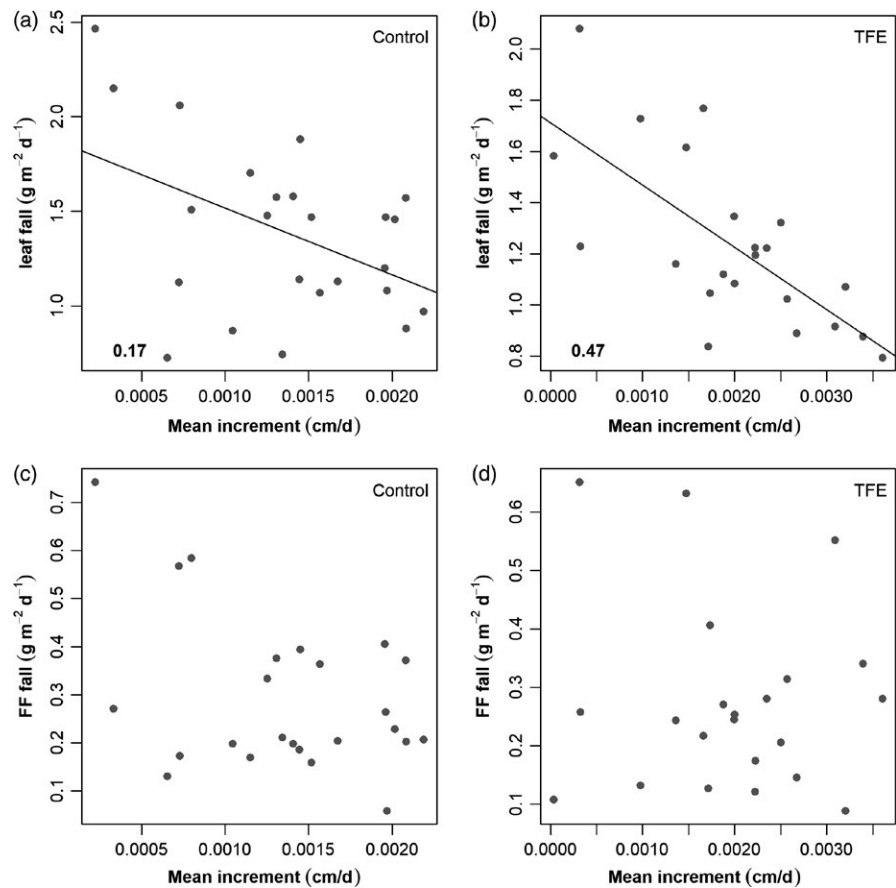 (a)
Control
leaf fall (g m−2 d−1)
2.5
2.0
1.5
1.0
0.17
0.0005 0.0010 0.0015 0.0020
Mean increment (cm/d)
(b)
TFE
leaf fall (g m−2 d−1)
2.0
1.8
1.6
1.4
1.2
1.0
0.8
0.47
0.0000 0.0010 0.0020 0.0030
Mean increment (cm/d)
(c)
Control
FF fall (g m−2 d−1)
0.7
0.6
0.5
0.4
0.3
0.2
0.1
0.0005 0.0010 0.0015 0.0020
Mean increment (cm/d)
(d)
TFE
FF fall (g m−2 d−1)
0.6
0.5
0.4
0.3
0.2
0.1
0.0000 0.0010 0.0020 0.0030
Mean increment (cm/d)